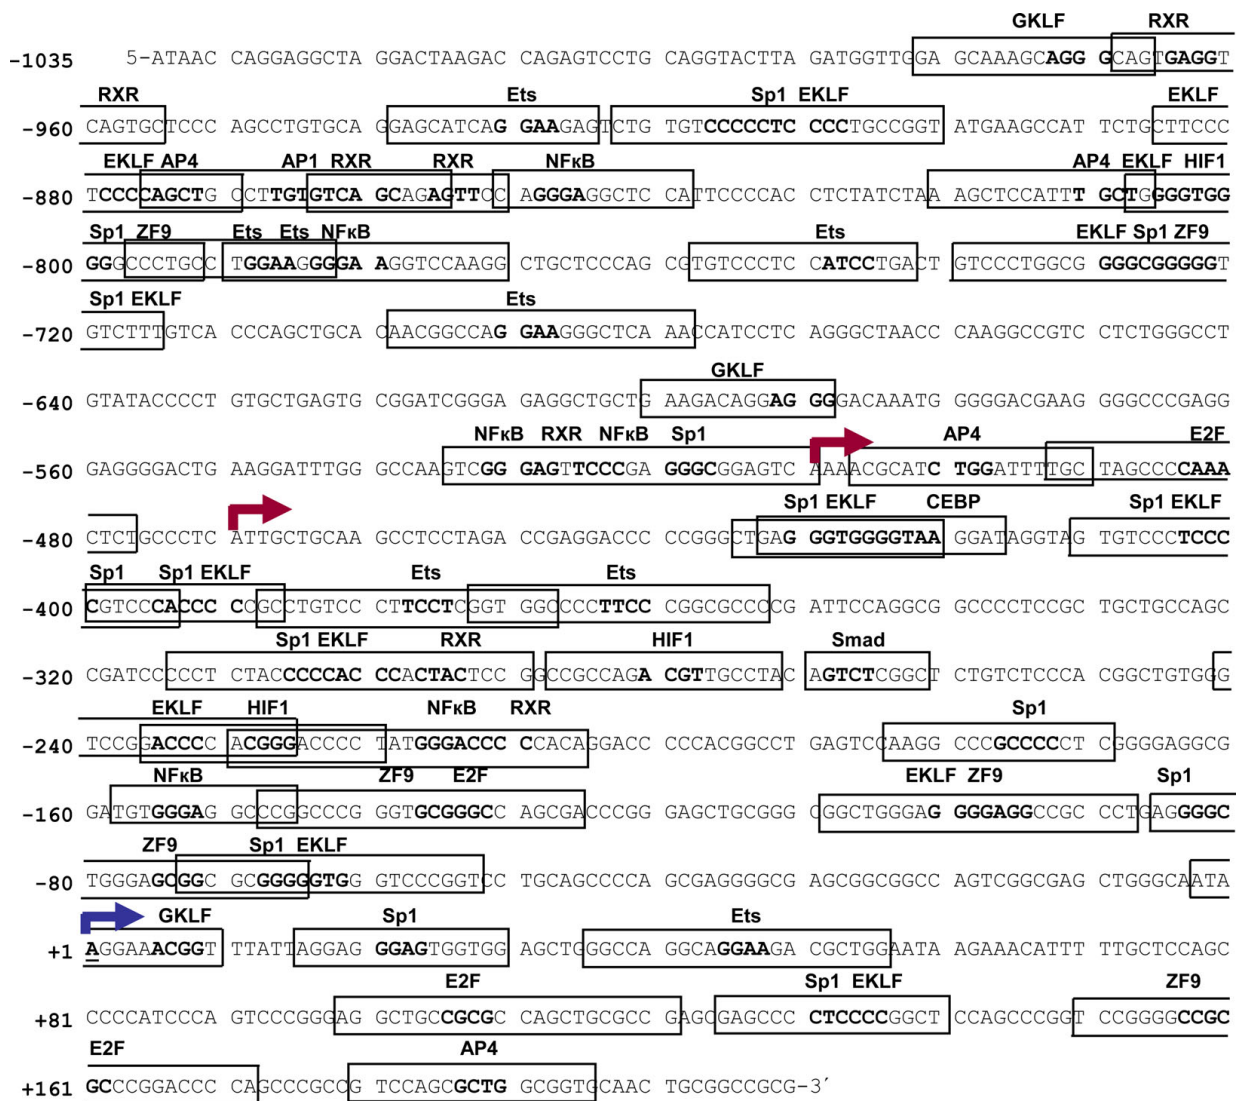 GKLF RXR
-1035 5-ATAAC CAGGAGGCTA GGACTAAGAC CAGAGTCCTG CAGGTACTTA GATGGTTGGA GCAAAGCAGG GCAGTGAGGT
RXR Ets Sp1 EKLF EKLF
-960 CAGTGCTCCC AGCCTGTGCA GGAGCATCAG GAAGAGTCTG TGTCCCCCTC CCCTGCCGGT ATGAAGCCAT TCTGCTTCCC
EKLF AP4 AP1 RXR RXR NFκB AP4 EKLF HIF1
-880 TCCCCAGCTG CCTTGTGTCA GCAGAGTTCC AGGGAGGCTC CATTCCCCAC CTCTATCTAA AGCTCCATTT GCTGGGGTGG
Sp1 ZF9 Ets Ets NFκB Ets EKLF Sp1 ZF9
-800 GGGCCCTGCC TGGAAGGGGA AGGTCCAAGG CTGCTCCCAG CGTGTCCCTC CATCCTGACT GTCCCTGGCG GGGCGGGGGT
Sp1 EKLF Ets
-720 GTCTTTGTCA CCCAGCTGCA CAACGGCCAG GAAGGGCTCA AACCATCCTC AGGGCTAACC CAAGGCCGTC CTCTGGGCCT
GKLF
-640 GTATACCCCT GTGCTGAGTG CGGATCGGGA GAGGCTGCTG AAGACAGGAG GGGACAAATG GGGGACGAAG GGGCCCGAGG
NFκB RXR NFκB Sp1 AP4 E2F
-560 GAGGGGACTG AAGGATTTGG GCCAAGTCGG GAGTTCCCGA GGGCGGAGTC AAAACGCATC TGGATTTTGC TAGCCCCAAA
Sp1 EKLF CEBP Sp1 EKLF
-480 CTCTGCCCTC ATTGCTGCAA GCCTCCTAGA CCGAGGACCC CCGGGCTGAG GGTGGGGTAA GGATAGGTAG TGTCCCTCCC
Sp1 Sp1 EKLF Ets Ets
-400 CGTCCCACCC CCGCCTGTCC CTTCCTCGGT GGCCCCTTCC CGGCGCCCCG ATTCCAGGCG GCCCCTCCGC TGCTGCCAGC
Sp1 EKLF RXR HIF1 Smad
-320 CGATCCCCCT CTACCCCCAC CCACTACTCC GGCCGCCAGA CGTTGCCTAC AGTCTCGGCT CTGTCTCCCA CGGCTGTGGG
EKLF HIF1 NFκB RXR Sp1
-240 TCCGGACCCC ACGGGACCCC TATGGGACCC CCCACAGGACC CCCACGGCCT GAGTCCAAGG CCCGCCCCCT CGGGGAGGCG
NFκB ZF9 E2F EKLF ZF9 Sp1
-160 GATGTGGGAG GCCCGGCCCG GGTGCGGGCC AGCGACCCGG GAGCTGCGGG CGGCTGGGAG GGGGAGGCCGC CCTGAGGGGC
ZF9 Sp1 EKLF
-80 TGGGAGCGGC GCGGGGGTGG GTCCCGGTCC TGCAGCCCCA GCGAGGGGCG AGCGGCGGCC AGTCGGCGAG CTGGGCAATA
GKLF Sp1 Ets
+1 AGGAAACGGT TTATTAGGAG GGAGTGGTGG AGCTGGGCCA GGCAGGAAGA CGCTGGAATA AGAAACATTT TTGCTCCAGC
E2F Sp1 EKLF ZF9
+81 CCCCATCCCA GTCCCGGGAG GCTGCCGCGC CAGCTGCGCC GAGCGAGCCC CTCCCCGGCT CCAGCCCGGT CCGGGGCCGC
E2F AP4
+161 GCCCGGACCCC CAGCCCGCCG GTCCAGCGCTG GCGGTGCAAC TGCGGCCGCG-3′